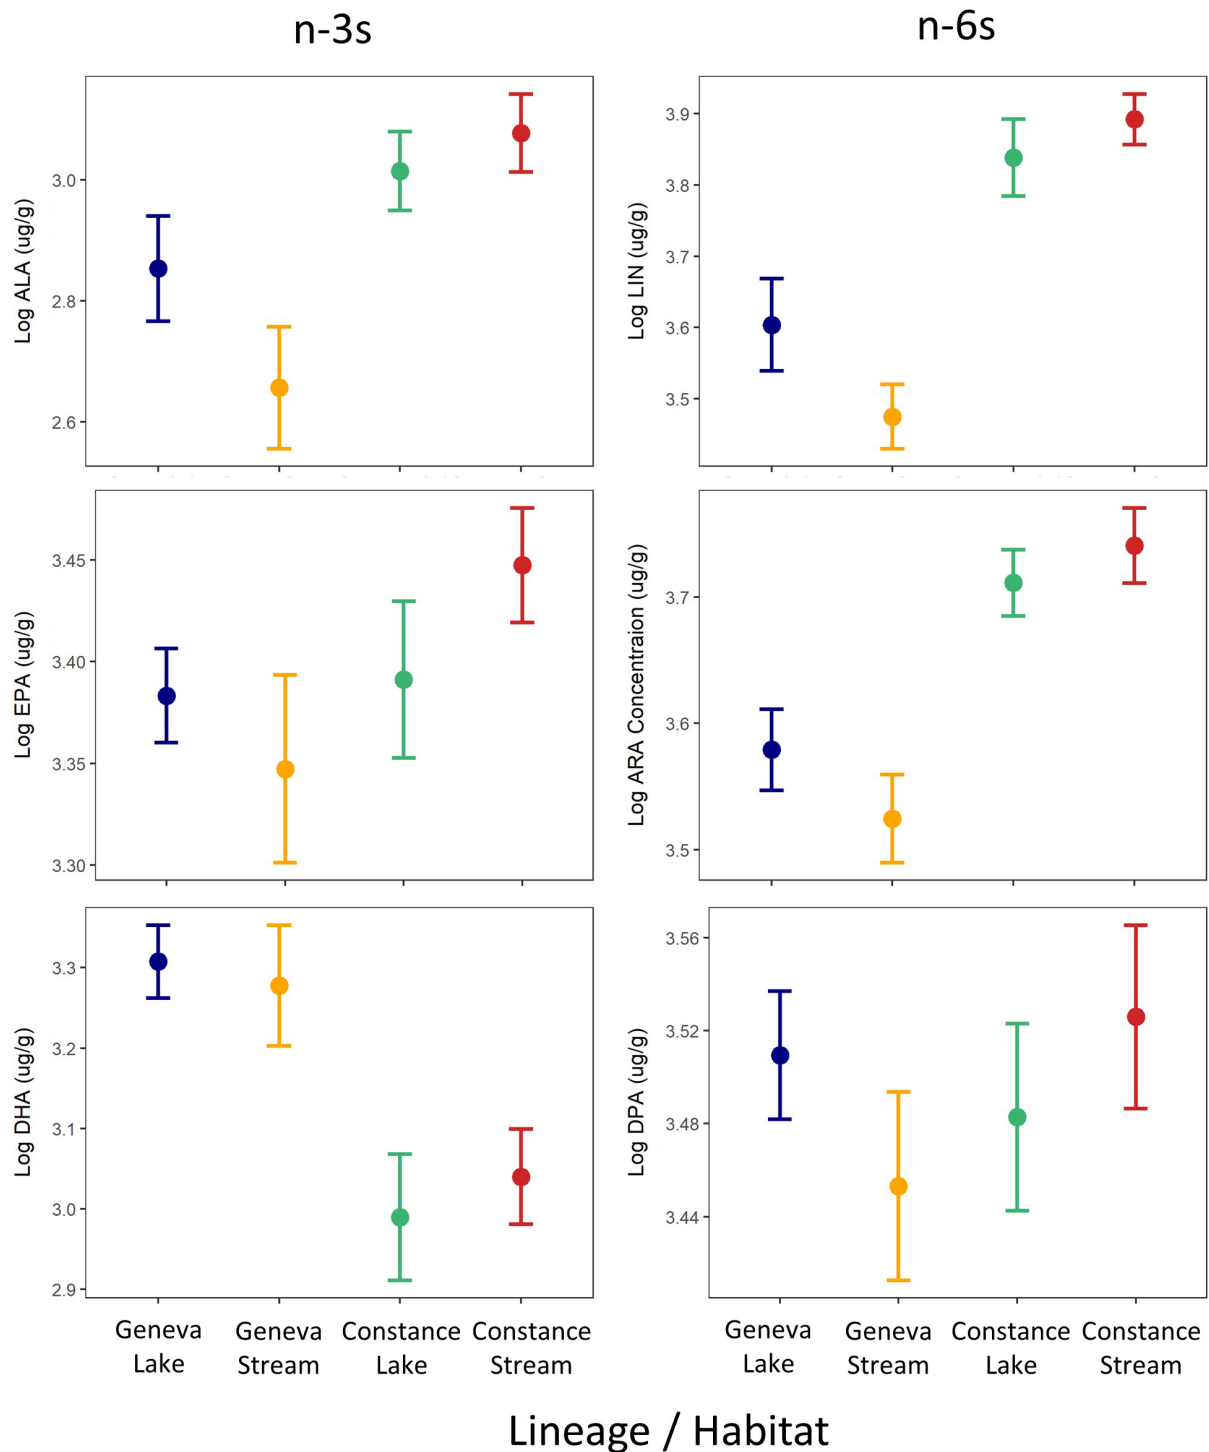 n-3s
n-6s
Log ALA (ug/g)
3.0
2.8
2.6
Log LIN (ug/g)
3.9
3.8
3.7
3.6
3.5
Log EPA (ug/g)
3.45
3.40
3.35
3.30
Log ARA Concentraion (ug/g)
3.7
3.6
3.5
Log DHA (ug/g)
3.3
3.2
3.1
3.0
2.9
Log DPA (ug/g)
3.56
3.52
3.48
3.44
Geneva
Lake
Geneva
Stream
Constance
Lake
Constance
Stream
Geneva
Lake
Geneva
Stream
Constance
Lake
Constance
Stream
Lineage / Habitat